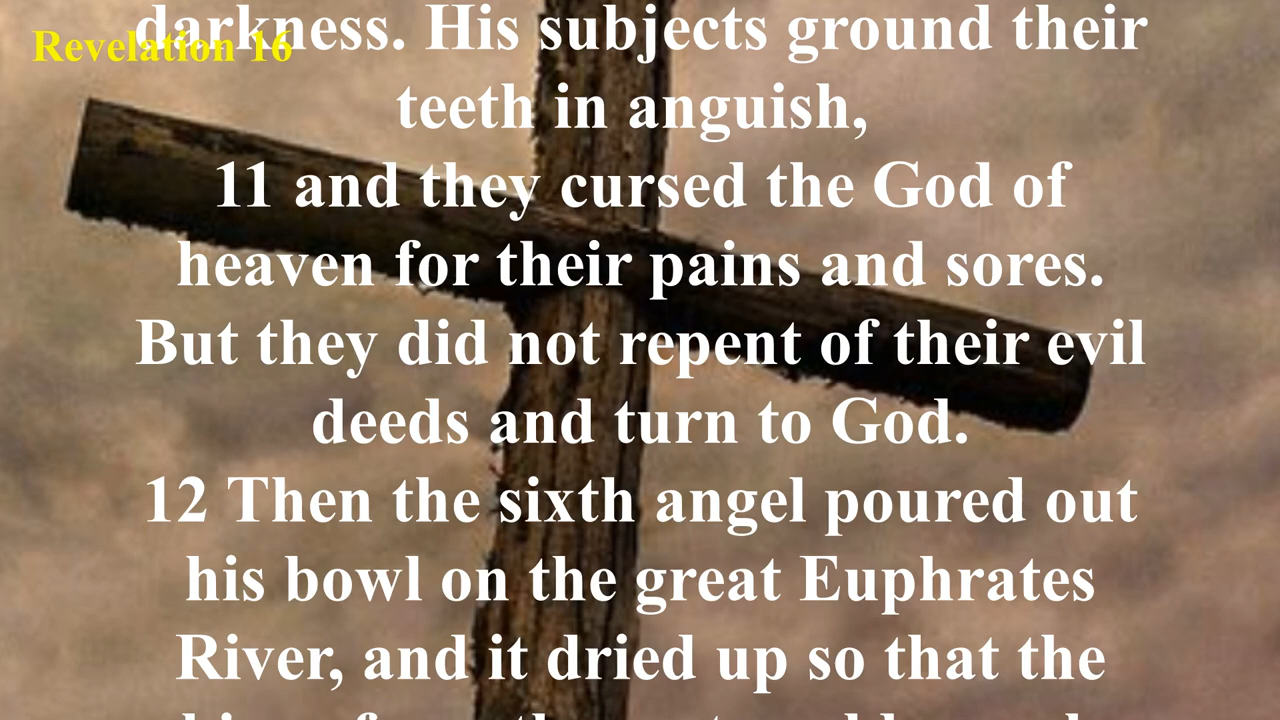 Revelation 16
darkness. His subjects ground their
teeth in anguish,
11 and they cursed the God of
heaven for their pains and sores.
But they did not repent of their evil
deeds and turn to God.
12 Then the sixth angel poured out
his bowl on the great Euphrates
River, and it dried up so that the